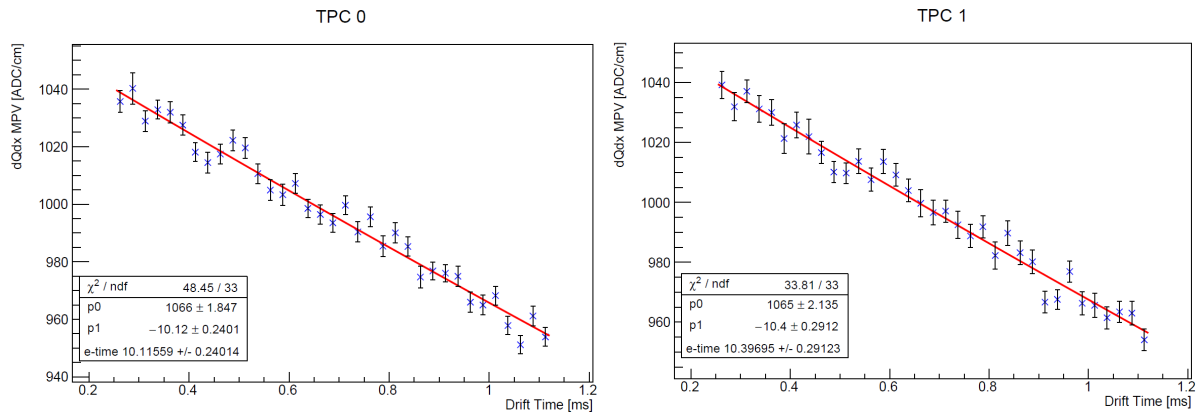 TPC 0
dQdx MPV [ADC/cm]
1040
1020
1000
980
960
940
χ² / ndf 48.45 / 33
p0 1066 ± 1.847
p1 −10.12 ± 0.2401
e-time 10.11559 +/- 0.24014
0.2 0.4 0.6 0.8 1 1.2
Drift Time [ms]
TPC 1
dQdx MPV [ADC/cm]
1040
1020
1000
980
960
χ² / ndf 33.81 / 33
p0 1065 ± 2.135
p1 −10.4 ± 0.2912
e-time 10.39695 +/- 0.29123
0.2 0.4 0.6 0.8 1 1.2
Drift Time [ms]